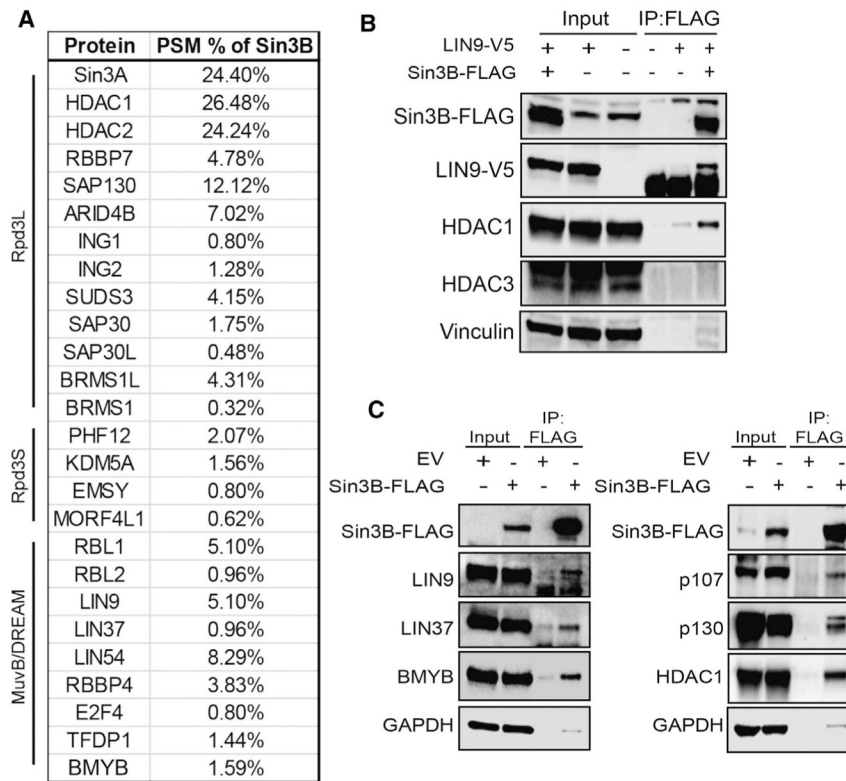 A
Protein PSM % of Sin3B
Rpd3L
Sin3A 24.40%
HDAC1 26.48%
HDAC2 24.24%
RBBP7 4.78%
SAP130 12.12%
ARID4B 7.02%
ING1 0.80%
ING2 1.28%
SUDS3 4.15%
SAP30 1.75%
SAP30L 0.48%
BRMS1L 4.31%
BRMS1 0.32%
Rpd3S
PHF12 2.07%
KDM5A 1.56%
EMSY 0.80%
MORF4L1 0.62%
MuvB/DREAM
RBL1 5.10%
RBL2 0.96%
LIN9 5.10%
LIN37 0.96%
LIN54 8.29%
RBBP4 3.83%
E2F4 0.80%
TFDP1 1.44%
BMYB 1.59%
B
Input IP:FLAG
LIN9-V5 + + - - + +
Sin3B-FLAG + - - - - +
Sin3B-FLAG
LIN9-V5
HDAC1
HDAC3
Vinculin
C
IP:
Input FLAG
EV + - + -
Sin3B-FLAG - + - +
Sin3B-FLAG
LIN9
LIN37
BMYB
GAPDH
IP:
Input FLAG
EV + - + -
Sin3B-FLAG - + - +
Sin3B-FLAG
p107
p130
HDAC1
GAPDH